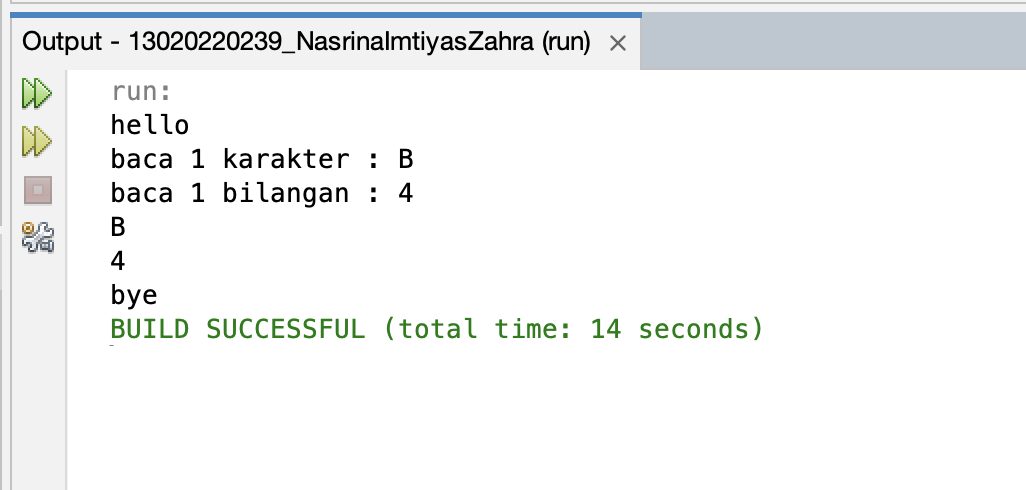 Output - 13020220239_NasrinaImtiyasZahra (run) ×
run:
hello
baca 1 karakter : B
baca 1 bilangan : 4
B
4
bye
BUILD SUCCESSFUL (total time: 14 seconds)